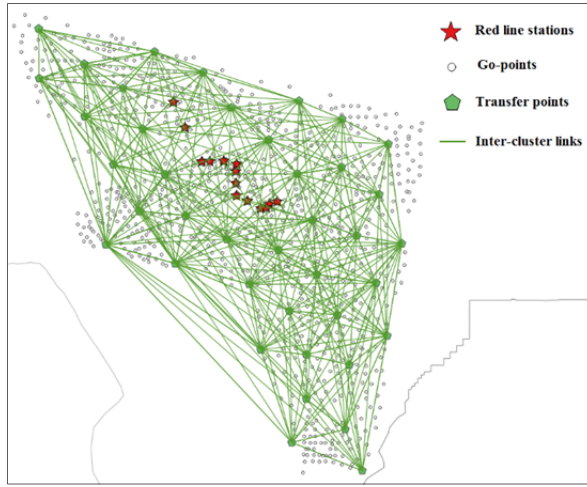 Red line stations
Go-points
Transfer points
Inter-cluster links